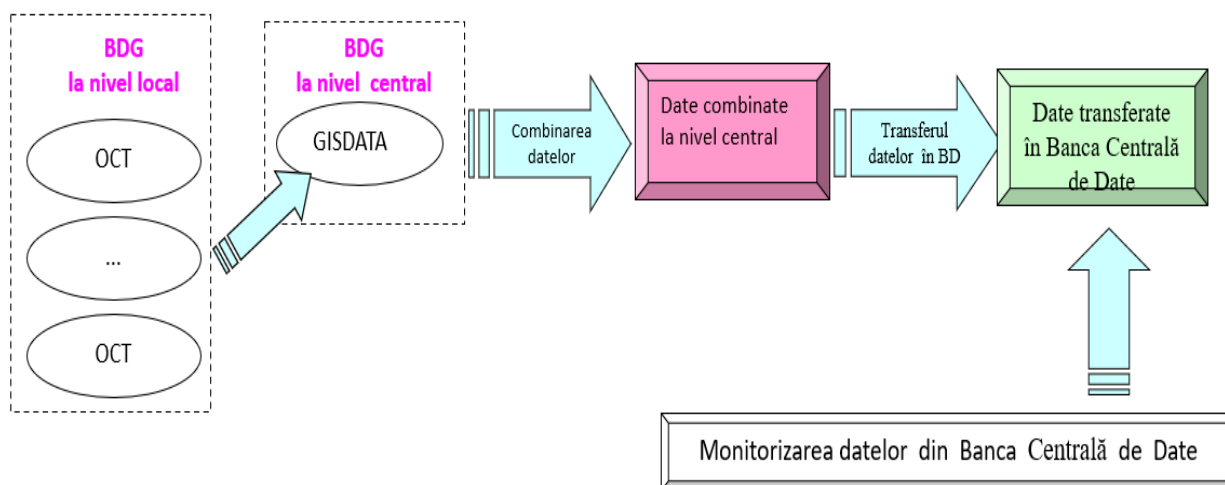 BDG
la nivel local
OCT
...
OCT
BDG
la nivel central
GISDATA
Combinarea
datelor
Date combinate
la nivel central
Transferul
datelor în BD
Date transferate
în Banca Centrală
de Date
Monitorizarea datelor din Banca Centrală de Date